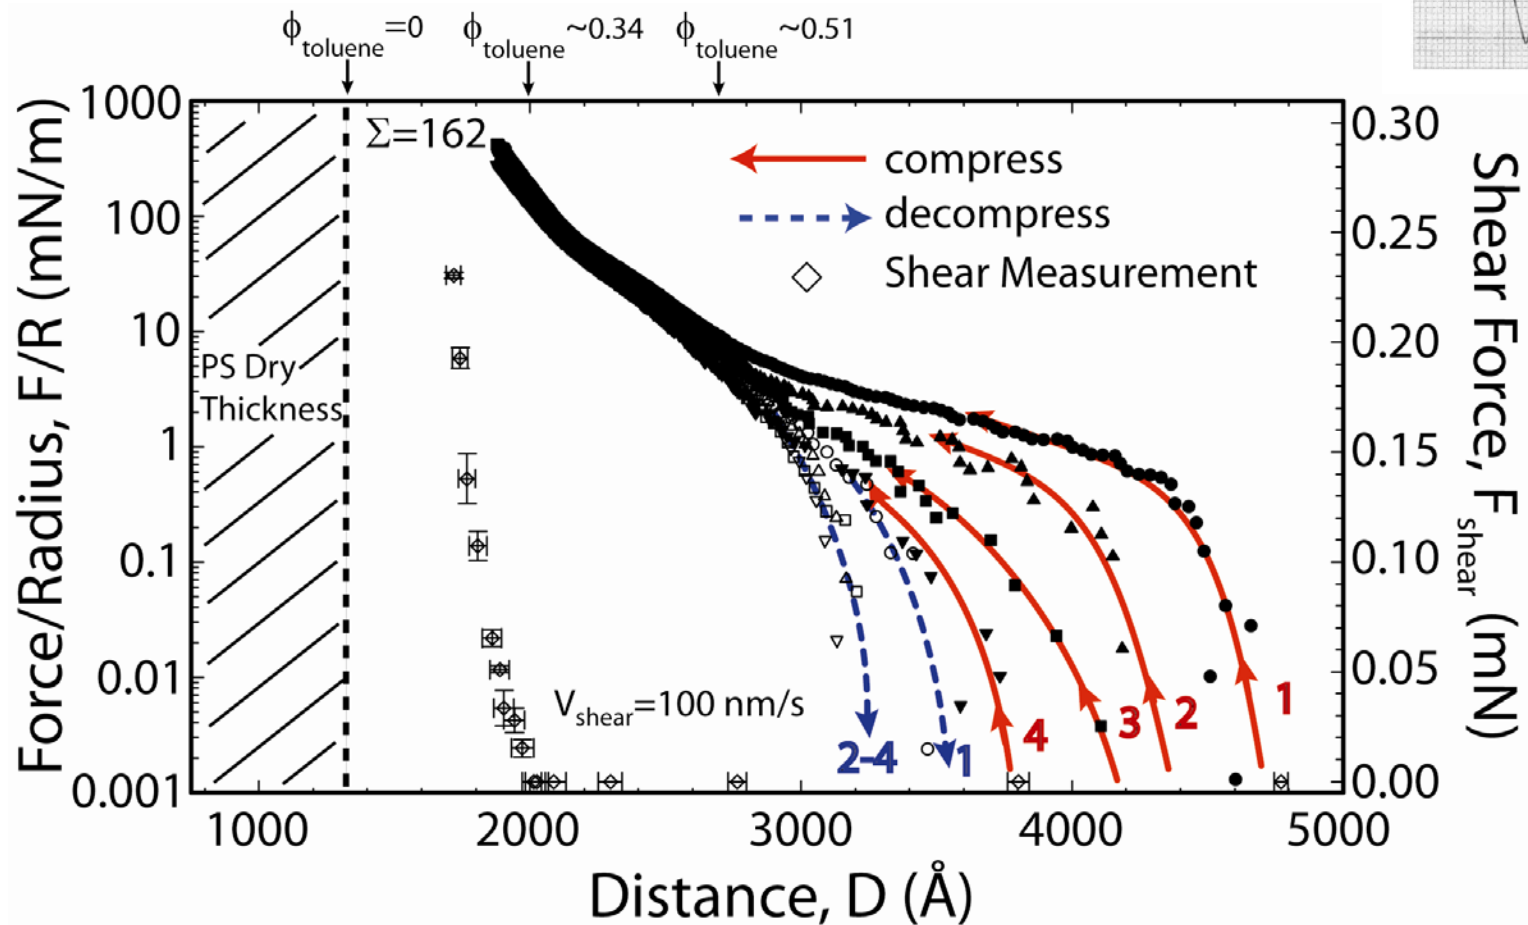 ϕtoluene=0 ϕtoluene~0.34 ϕtoluene~0.51
Σ=162
compress
decompress
Shear Measurement
PS Dry
Thickness
Vshear=100 nm/s
2-4 1 4 3 2 1
1000
100
10
1
0.1
0.01
0.001
Force/Radius, F/R (mN/m)
0.30
0.25
0.20
0.15
0.10
0.05
0.00
Shear Force, Fshear (mN)
1000 2000 3000 4000 5000
Distance, D (Å)